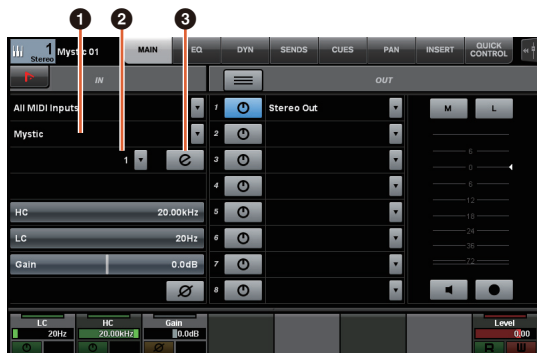 1 2 3
1 Mystic 01 MAIN EQ DYN SENDS CUES PAN INSERT QUICK CONTROL
Stereo
IN OUT
All MIDI Inputs 1 Stereo Out M L
Mystic 2
1 e 3
6
0
4 6
12
HC 20.00kHz 5 18
24
LC 20Hz 6 36
Gain 0.0dB 7 72
Ø 8
LC HC Gain Level
20Hz 20.00kHz 0.0dB 0.00
Ø R W